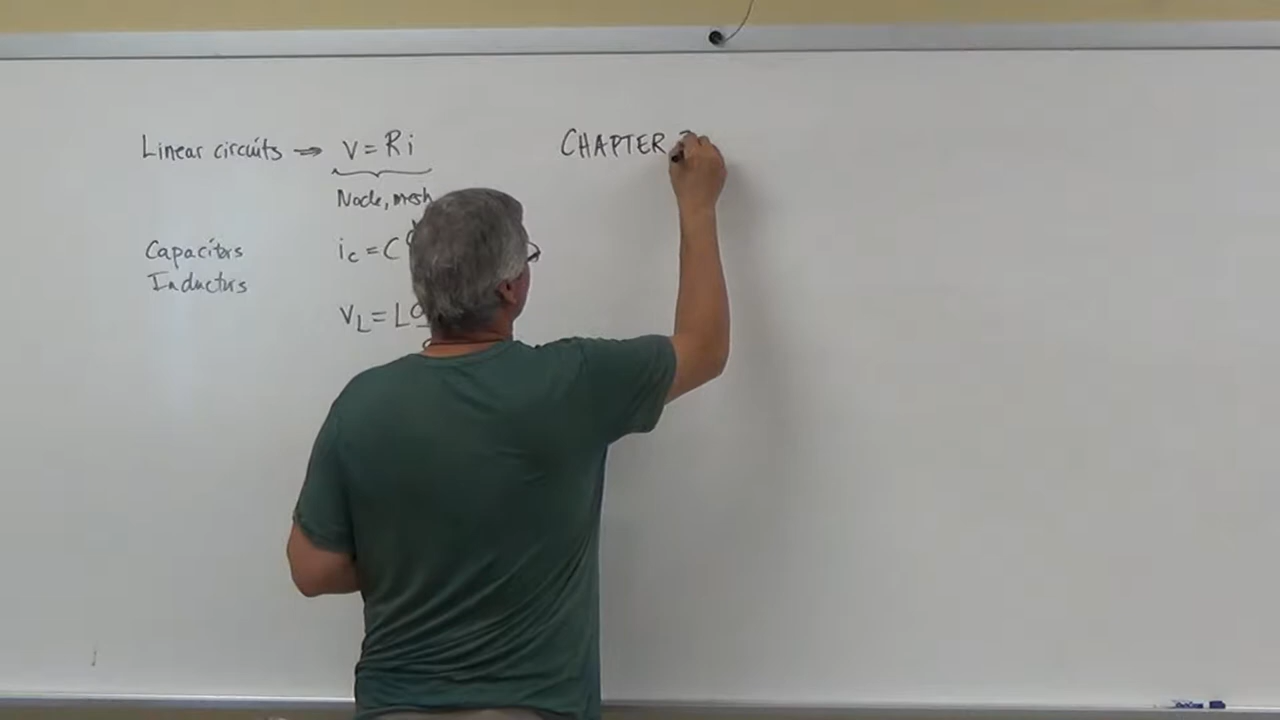 Linear circuits → v = Ri
Node, mesh
Capacitors
Inductors
i_c = C
v_L = L
CHAPTER